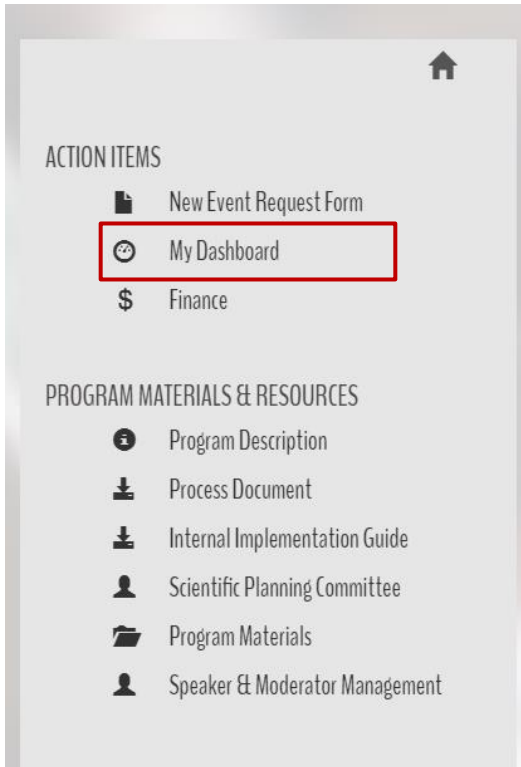 ACTION ITEMS
New Event Request Form
My Dashboard
$ Finance
PROGRAM MATERIALS & RESOURCES
Program Description
Process Document
Internal Implementation Guide
Scientific Planning Committee
Program Materials
Speaker & Moderator Management